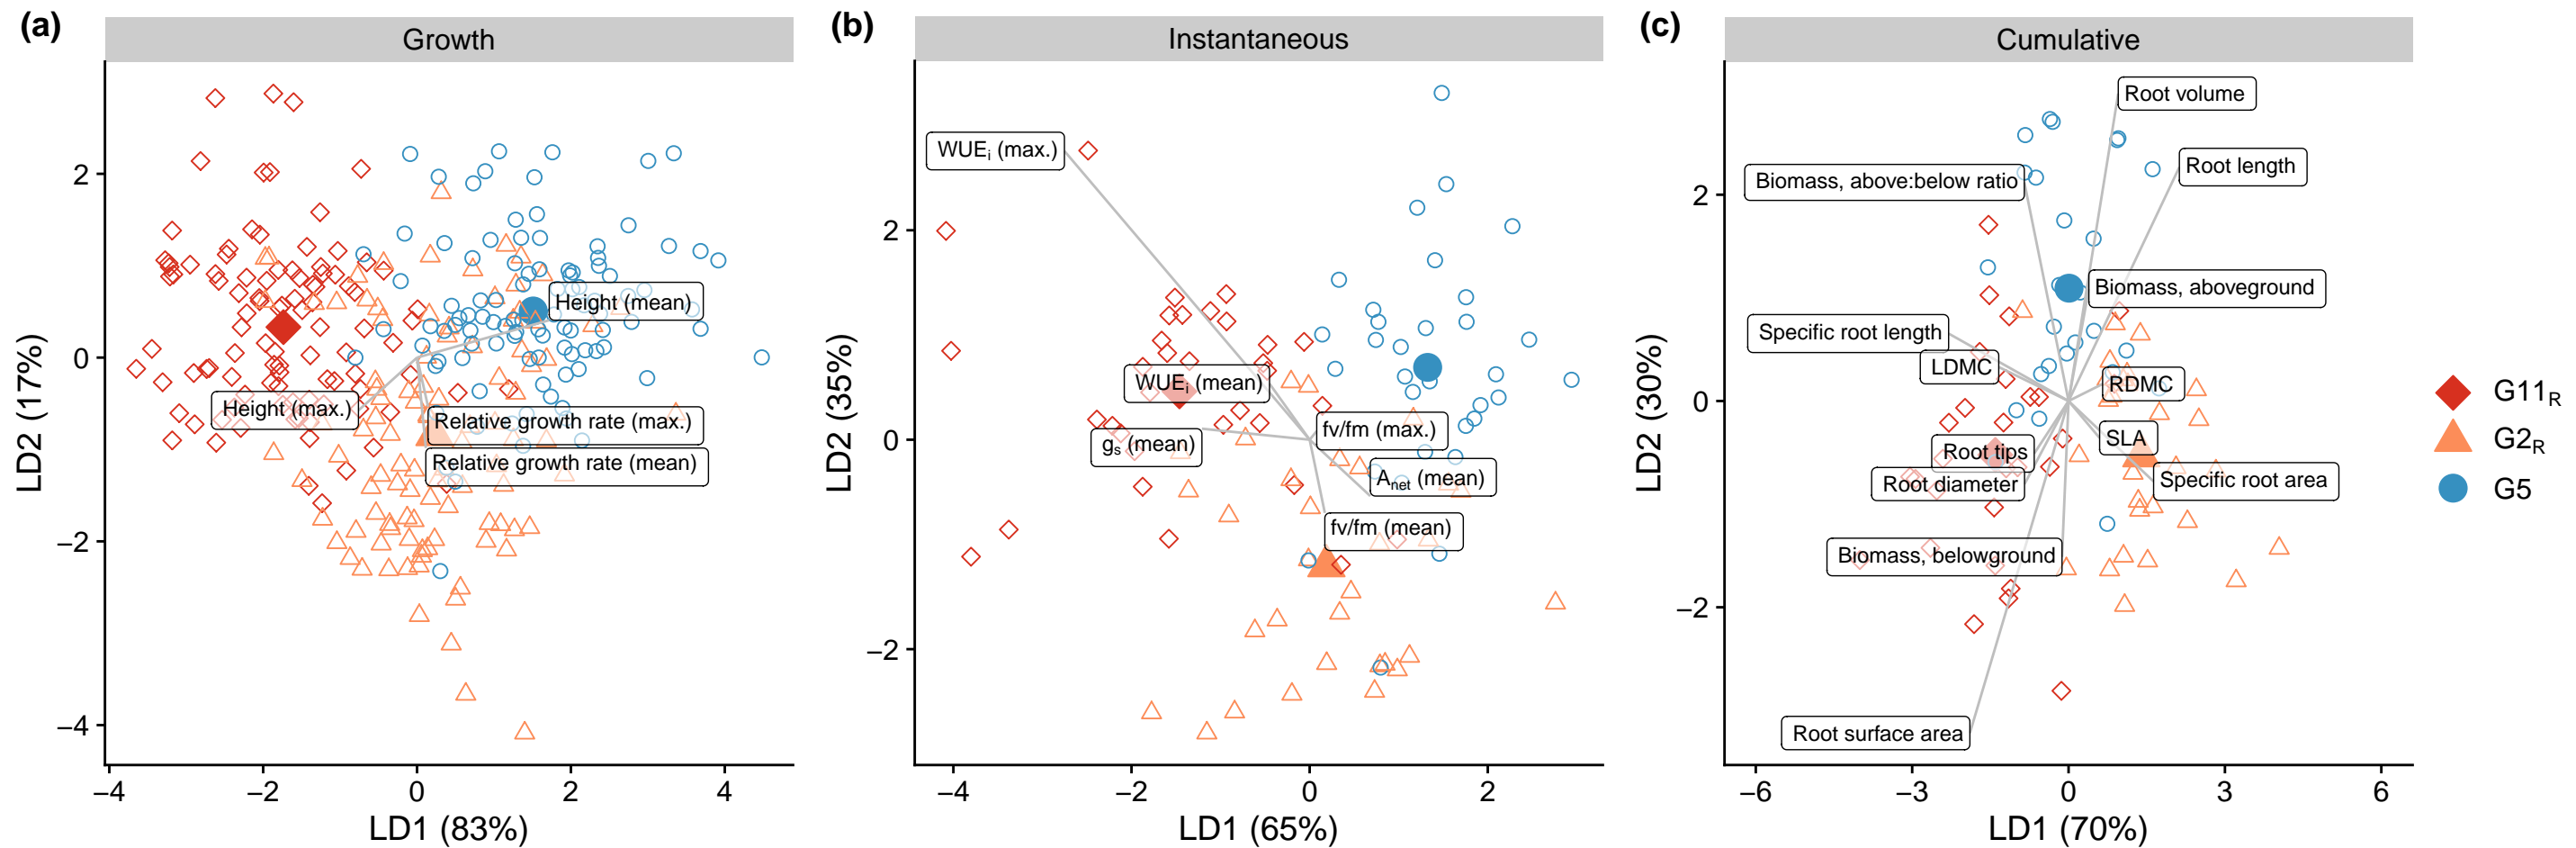 (a)
Growth
2
0
−2
−4
LD2 (17%)
Height (mean)
Height (max.)
Relative growth rate (max.)
Relative growth rate (mean)
−4
−2
0
2
4
LD1 (83%)
(b)
Instantaneous
2
0
−2
LD2 (35%)
WUEi (max.)
WUEi (mean)
gs (mean)
fv/fm (max.)
Anet (mean)
fv/fm (mean)
−4
−2
0
2
LD1 (65%)
(c)
Cumulative
2
0
−2
LD2 (30%)
Root volume
Root length
Biomass, above:below ratio
Biomass, aboveground
Specific root length
LDMC
RDMC
SLA
Root tips
Specific root area
Root diameter
Biomass, belowground
Root surface area
−6
−3
0
3
6
LD1 (70%)
G11R
G2R
G5